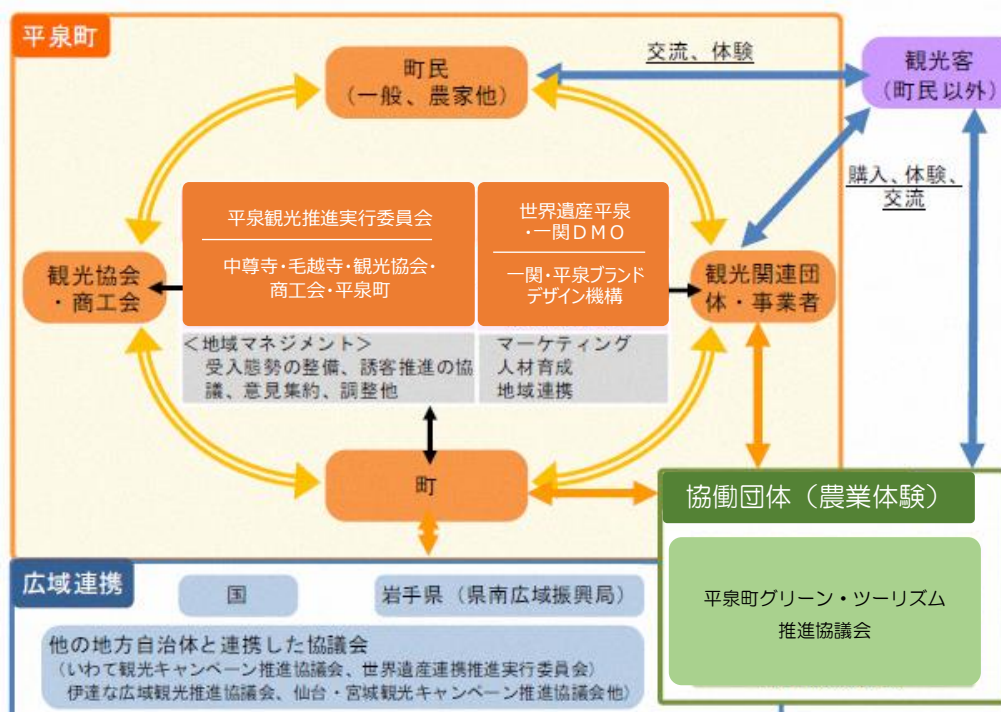 平泉町
町民
（一般、農家他）
交流、体験
観光客
（町民以外）
購入、体験、
交流
平泉観光推進実行委員会
中尊寺・毛越寺・観光協会・
商工会・平泉町
世界遺産平泉
・一関DMO
一関・平泉ブランド
デザイン機構
観光協会
・商工会
観光関連団
体・事業者
＜地域マネジメント＞
受入態勢の整備、誘客推進の協
議、意見集約、調整他
マーケティング
人材育成
地域連携
町
協働団体（農業体験）
平泉町グリーン・ツーリズム
推進協議会
広域連携
国
岩手県（県南広域振興局）
他の地方自治体と連携した協議会
（いわて観光キャンペーン推進協議会、世界遺産連携推進実行委員会）
伊達な広域観光推進協議会、仙台・宮城観光キャンペーン推進協議会他）